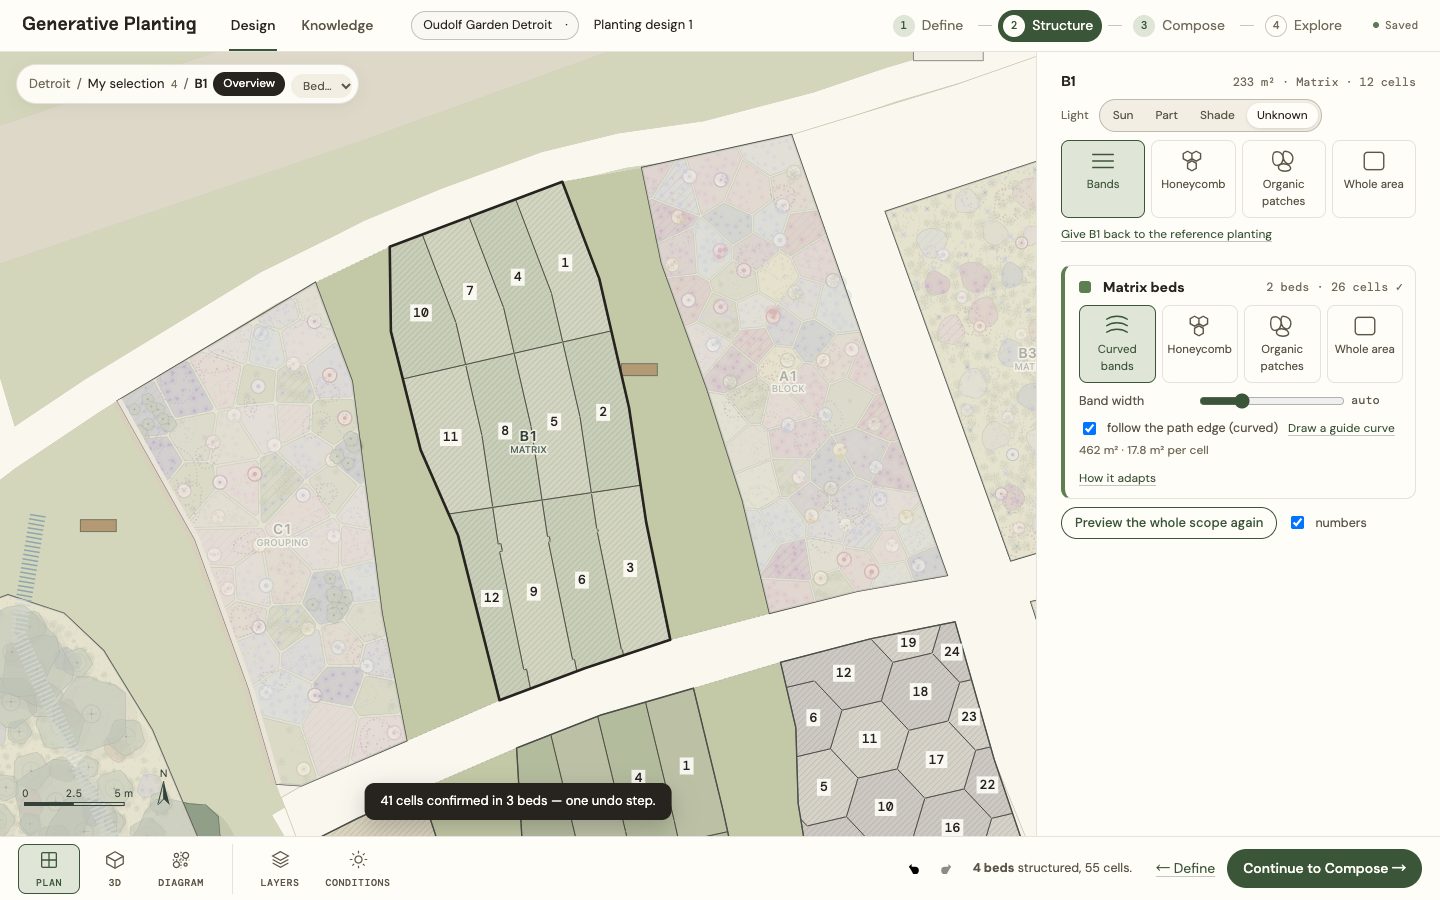 Generative Planting
Design
Knowledge
Oudolf Garden Detroit ·
Planting design 1
1 Define
2 Structure
3 Compose
4 Explore
Saved
Detroit / My selection 4 / B1
Overview
Bed...
B1
233 m² · Matrix · 12 cells
Light
Sun
Part
Shade
Unknown
Bands
Honeycomb
Organic patches
Whole area
Give B1 back to the reference planting
Matrix beds
2 beds · 26 cells ✓
Curved bands
Honeycomb
Organic patches
Whole area
Band width
auto
follow the path edge (curved)
Draw a guide curve
462 m² · 17.8 m² per cell
How it adapts
Preview the whole scope again
numbers
1
4
7
10
2
5
8
11
B1
MATRIX
3
6
9
12
A1
BLOCK
B3
MAT
C1
GROUPING
4
1
19
24
12
18
6
23
11
17
5
22
10
16
N
0 2.5 5 m
41 cells confirmed in 3 beds — one undo step.
PLAN
3D
DIAGRAM
LAYERS
CONDITIONS
4 beds structured, 55 cells.
← Define
Continue to Compose →